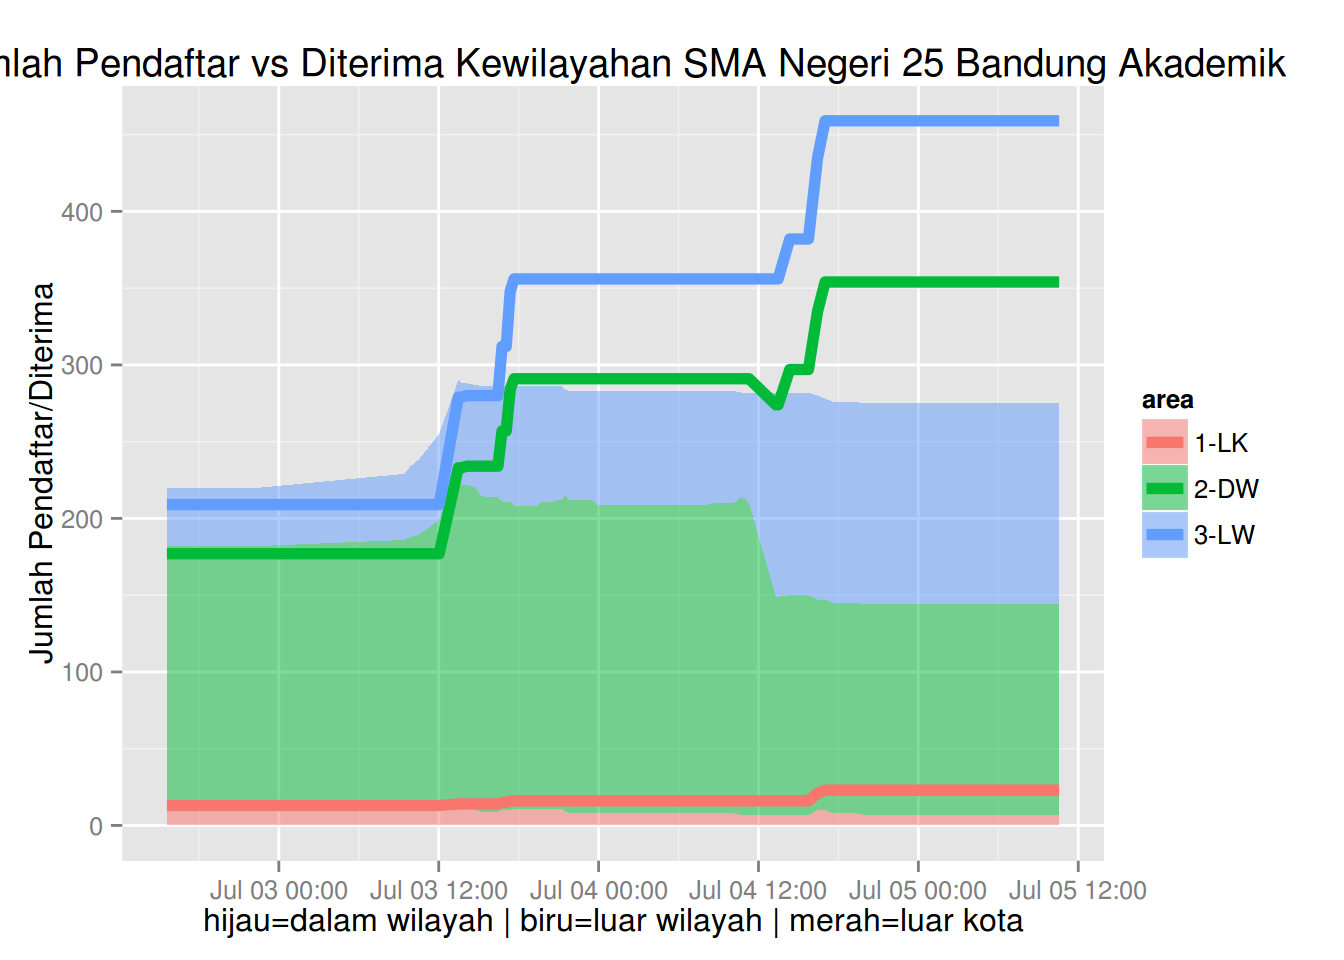 mlah Pendaftar vs Diterima Kewilayahan SMA Negeri 25 Bandung Akademik
Jumlah Pendaftar/Diterima
400
300
200
100
0
area
1-LK
2-DW
3-LW
Jul 03 00:00 Jul 03 12:00 Jul 04 00:00 Jul 04 12:00 Jul 05 00:00 Jul 05 12:00
hijau=dalam wilayah | biru=luar wilayah | merah=luar kota